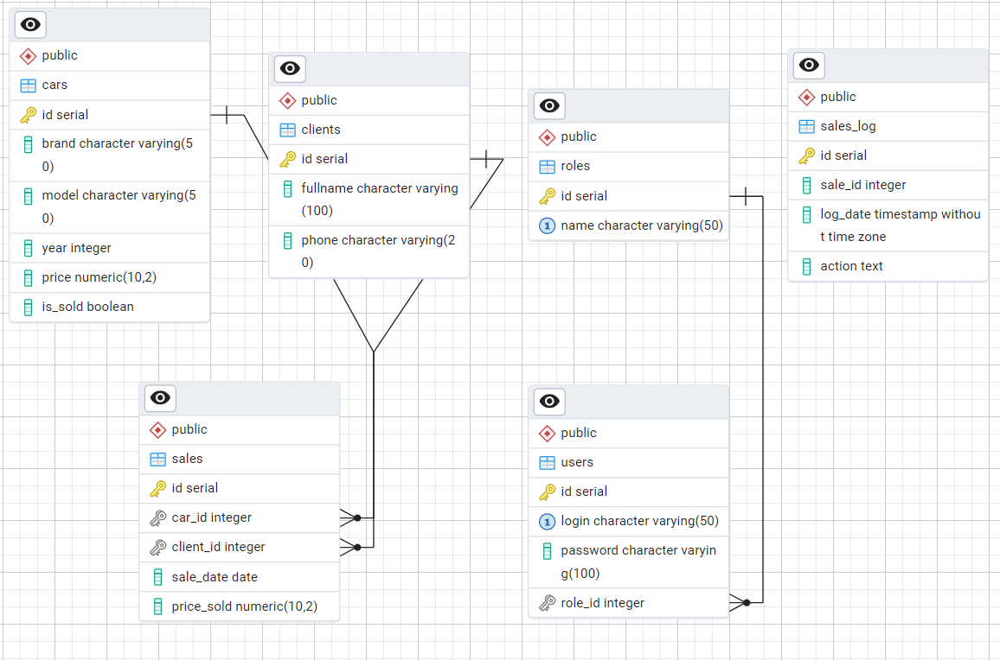 public
cars
id serial
brand character varying(5
0)
model character varying(5
0)
year integer
price numeric(10,2)
is_sold boolean
public
clients
id serial
fullname character varying
(100)
phone character varying(2
0)
public
roles
id serial
1 name character varying(50)
public
sales_log
id serial
sale_id integer
log_date timestamp withou
t time zone
action text
public
sales
id serial
car_id integer
client_id integer
sale_date date
price_sold numeric(10,2)
public
users
id serial
1 login character varying(50)
password character varyin
g(100)
role_id integer